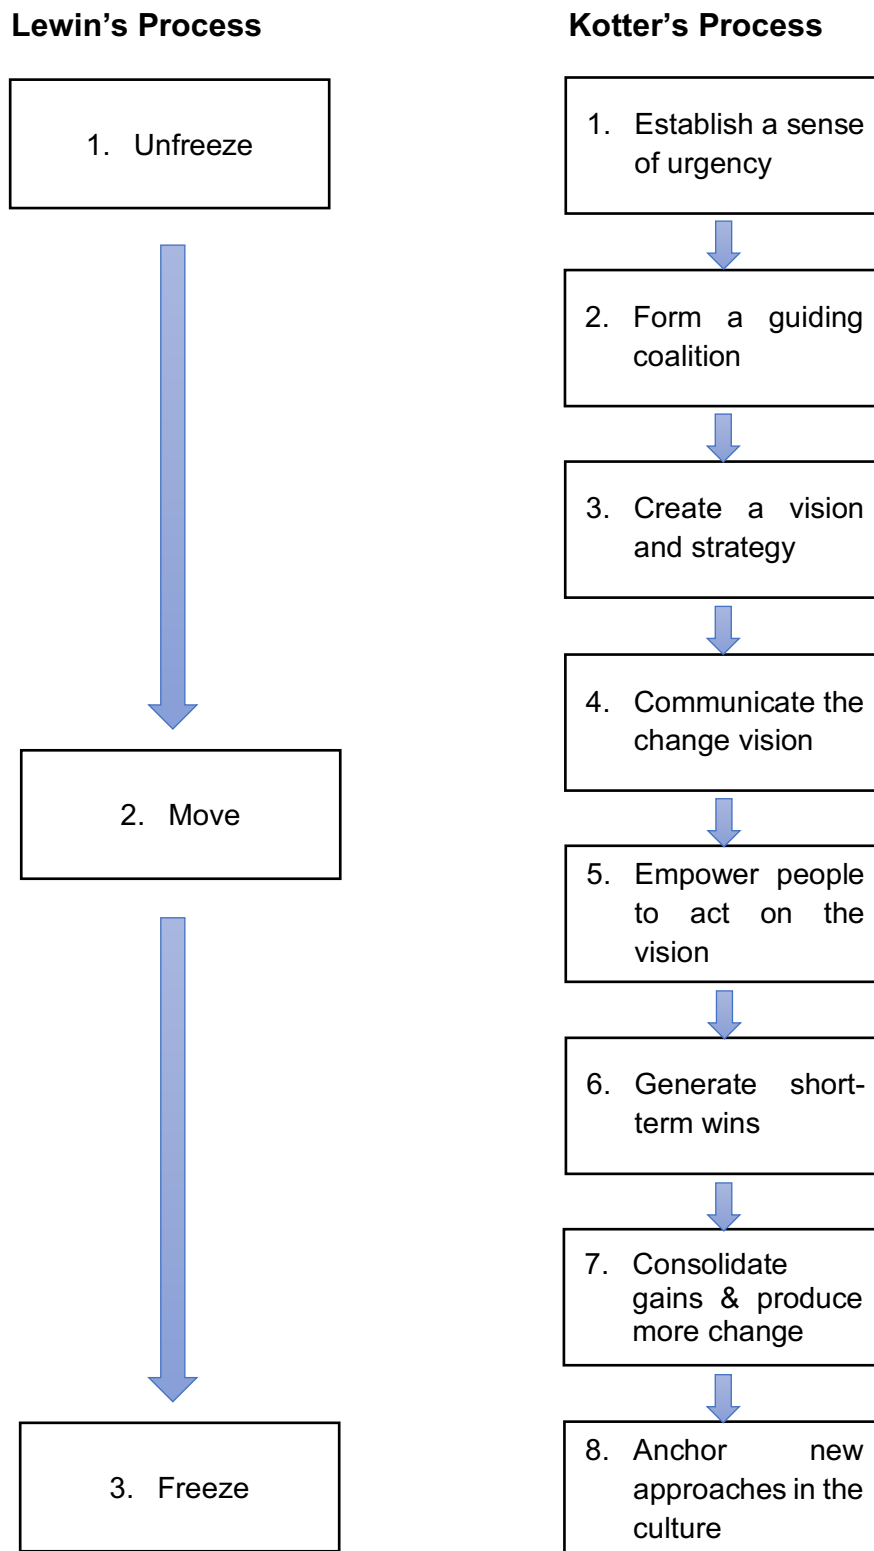 Lewin’s Process
1. Unfreeze
2. Move
3. Freeze
Kotter’s Process
1. Establish a sense
of urgency
2. Form a guiding
coalition
3. Create a vision
and strategy
4. Communicate the
change vision
5. Empower people
to act on the
vision
6. Generate short-
term wins
7. Consolidate
gains & produce
more change
8. Anchor new
approaches in the
culture